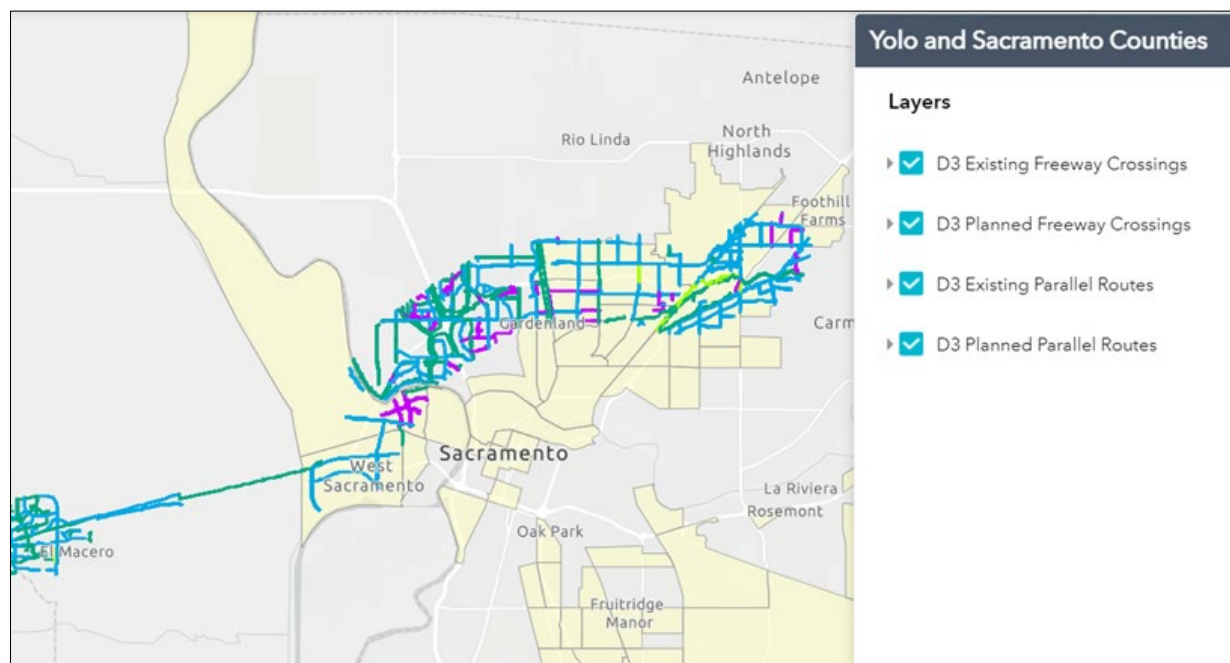 Yolo and Sacramento Counties
Layers
D3 Existing Freeway Crossings
D3 Planned Freeway Crossings
D3 Existing Parallel Routes
D3 Planned Parallel Routes
Antelope
Rio Linda
North
Highlands
Foothill
Farms
Gardenland
Carm
Sacramento
West
Sacramento
La Riviera
Rosemont
Oak Park
El Macero
Fruitridge
Manor